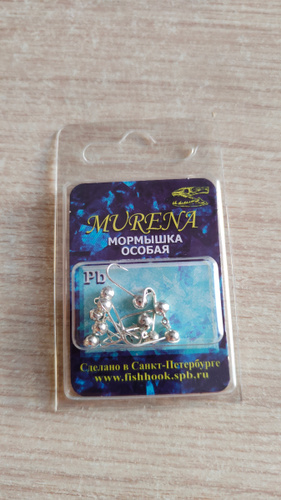 MURENA
МОРМЫШКА
ОСОБАЯ
Pb
Сделано в Санкт-Петербурге
www.fishhook.spb.ru